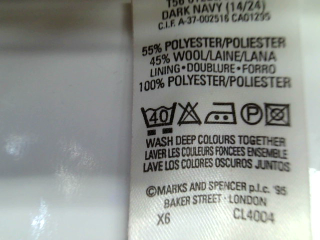 DARK NAVY (14/24)
C.I.F. A-37-002516 CA01295
55% POLYESTER/POLIESTER
45% WOOL/LAINE/LANA
LINING·DOUBLURE·FORRO
100% POLYESTER/POLIESTER
40 P
WASH DEEP COLOURS TOGETHER
LAVER LES COULEURS FONCEES ENSEMBLE
LAVE LOS COLORES OSCUROS JUNTOS
©MARKS AND SPENCER p.l.c. '95
BAKER STREET · LONDON
X6 CL4004